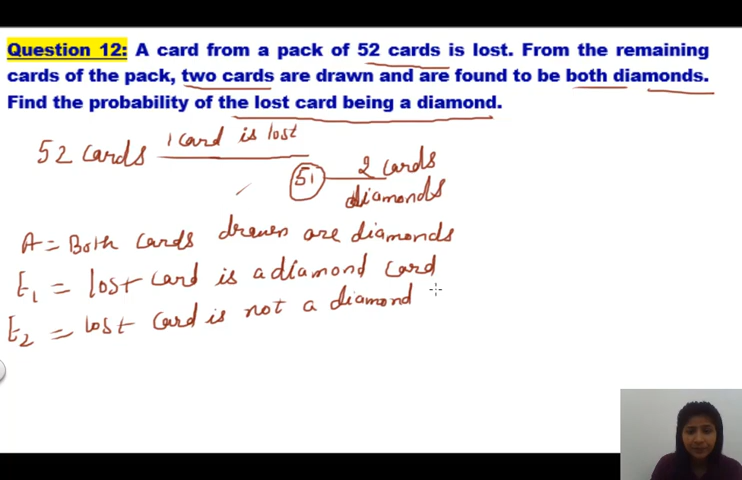 Question 12: A card from a pack of 52 cards is lost. From the remaining
cards of the pack, two cards are drawn and are found to be both diamonds.
Find the probability of the lost card being a diamond.
52 cards 1 card is lost
51 2 cards
diamonds
A = Both cards drawn are diamonds
E1 = lost card is a diamond card
E2 = lost card is not a diamond